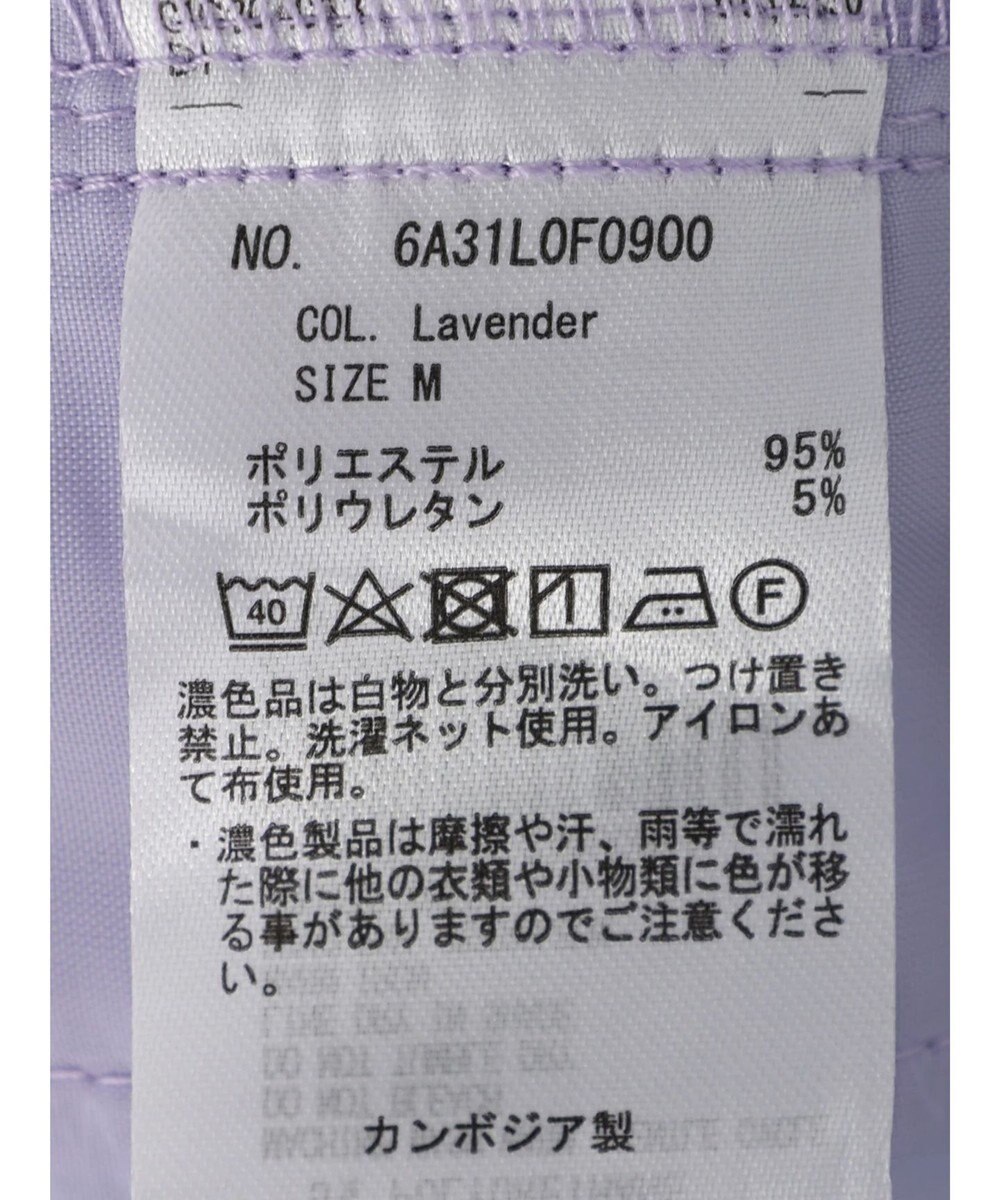 NO. 6A31L0F0900
COL. Lavender
SIZE M
ポリエステル 95%
ポリウレタン 5%
40 F
濃色品は白物と分別洗い。つけ置き
禁止。洗濯ネット使用。アイロンあ
て布使用。
・濃色製品は摩擦や汗、雨等で濡れ
た際に他の衣類や小物類に色が移
る事がありますのでご注意くださ
い。
カンボジア製